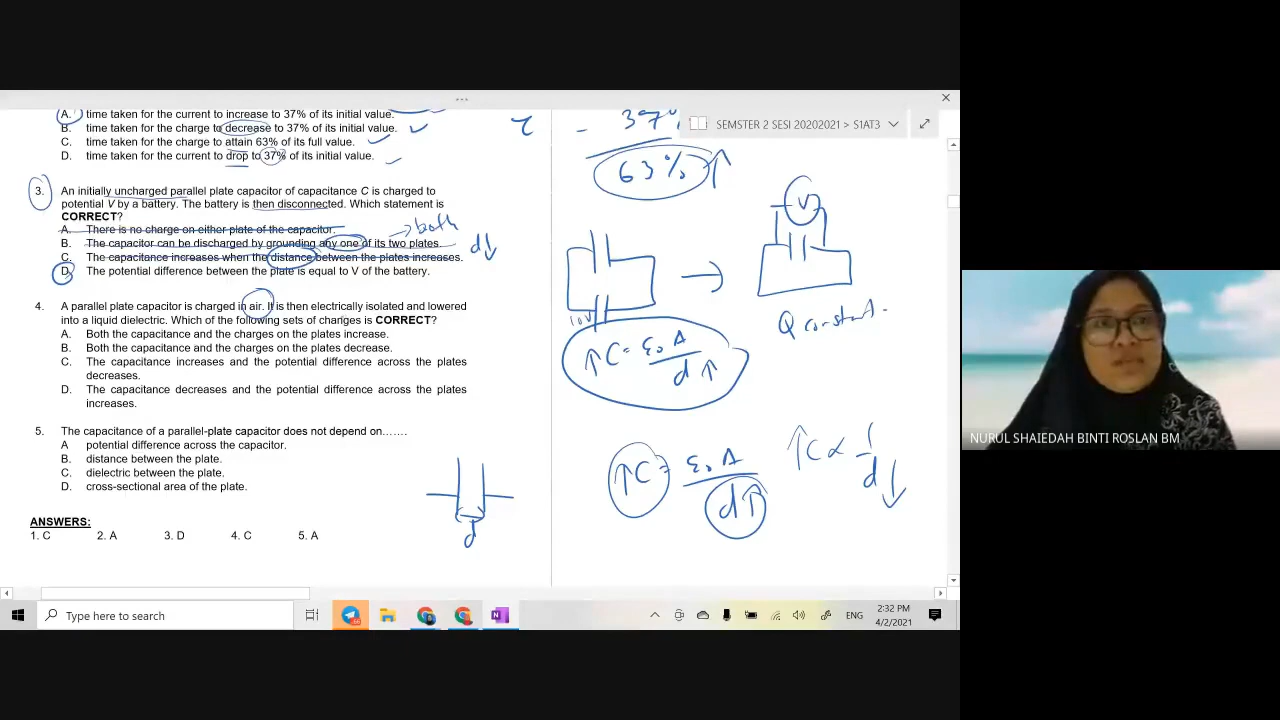 A. time taken for the current to increase to 37% of its initial value.
B. time taken for the charge to decrease to 37% of its initial value.
C. time taken for the charge to attain 63% of its full value.
D. time taken for the current to drop to 37% of its initial value.
τ
- 37%
63% ↑
SEMSTER 2 SESI 20202021 > S1AT3
3. An initially uncharged parallel plate capacitor of capacitance C is charged to
potential V by a battery. The battery is then disconnected. Which statement is
CORRECT?
A. There is no charge on either plate of the capacitor.
→ both
B. The capacitor can be discharged by grounding any one of its two plates.
C. The capacitance increases when the distance between the plates increases.
d↓
D. The potential difference between the plate is equal to V of the battery.
V
10V
Q constant.
↑C = ε₀A
d↑
4. A parallel plate capacitor is charged in air. It is then electrically isolated and lowered
into a liquid dielectric. Which of the following sets of changes is CORRECT?
A. Both the capacitance and the charges on the plates increase.
B. Both the capacitance and the charges on the plates decrease.
C. The capacitance increases and the potential difference across the plates
decreases.
D. The capacitance decreases and the potential difference across the plates
increases.
5. The capacitance of a parallel-plate capacitor does not depend on…….
A potential difference across the capacitor.
B. distance between the plate.
C. dielectric between the plate.
D. cross-sectional area of the plate.
d
↑C = ε₀A
d↑
↑C ∝ 1
d ↓
ANSWERS:
1. C 2. A 3. D 4. C 5. A
NURUL SHAIEDAH BINTI ROSLAN BM
Type here to search
ENG
2:32 PM
4/2/2021